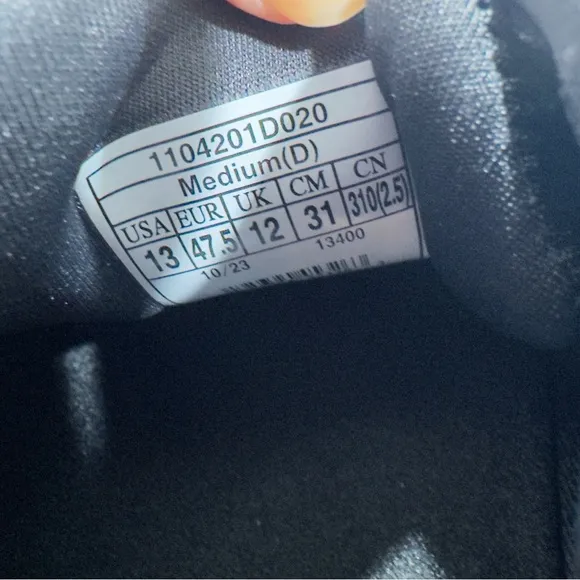 1104201D020
Medium(D)
USA EUR UK CM CN
13 47.5 12 31 310(2.5)
10/23 13400